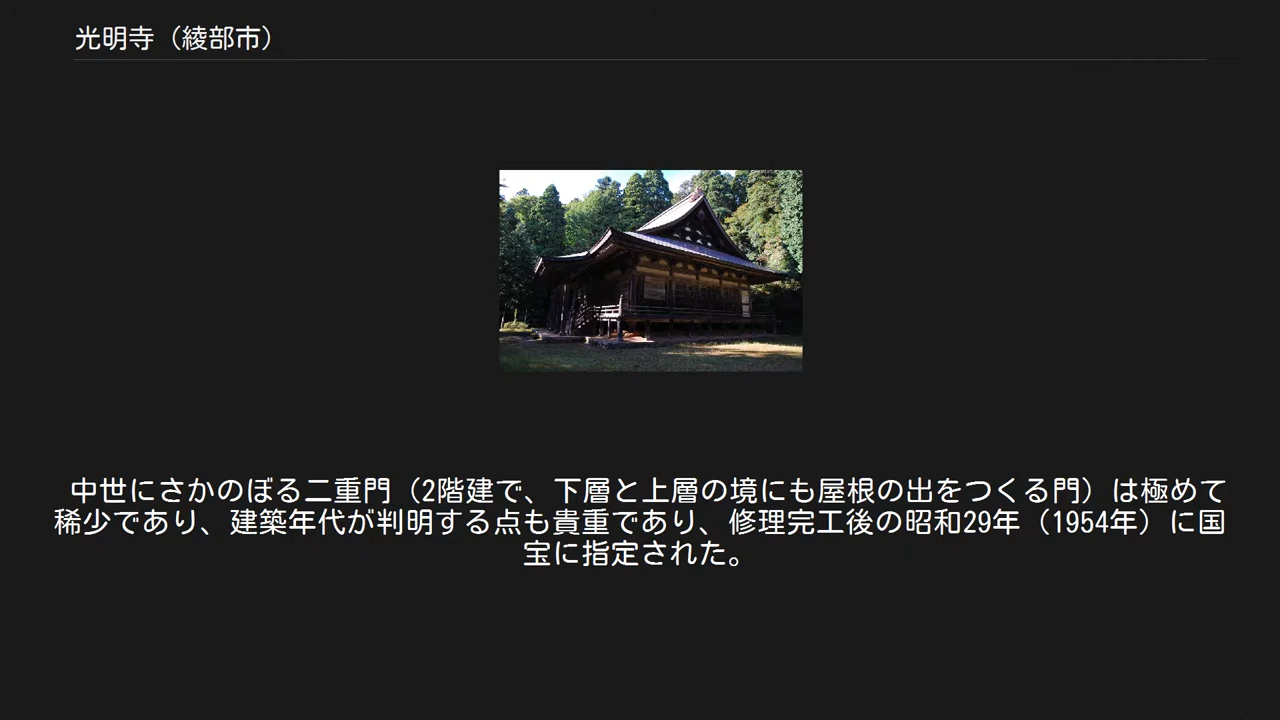 光明寺（綾部市）
中世にさかのぼる二重門（2階建で、下層と上層の境にも屋根の出をつくる門）は極めて
稀少であり、建築年代が判明する点も貴重であり、修理完工後の昭和29年（1954年）に国
宝に指定された。